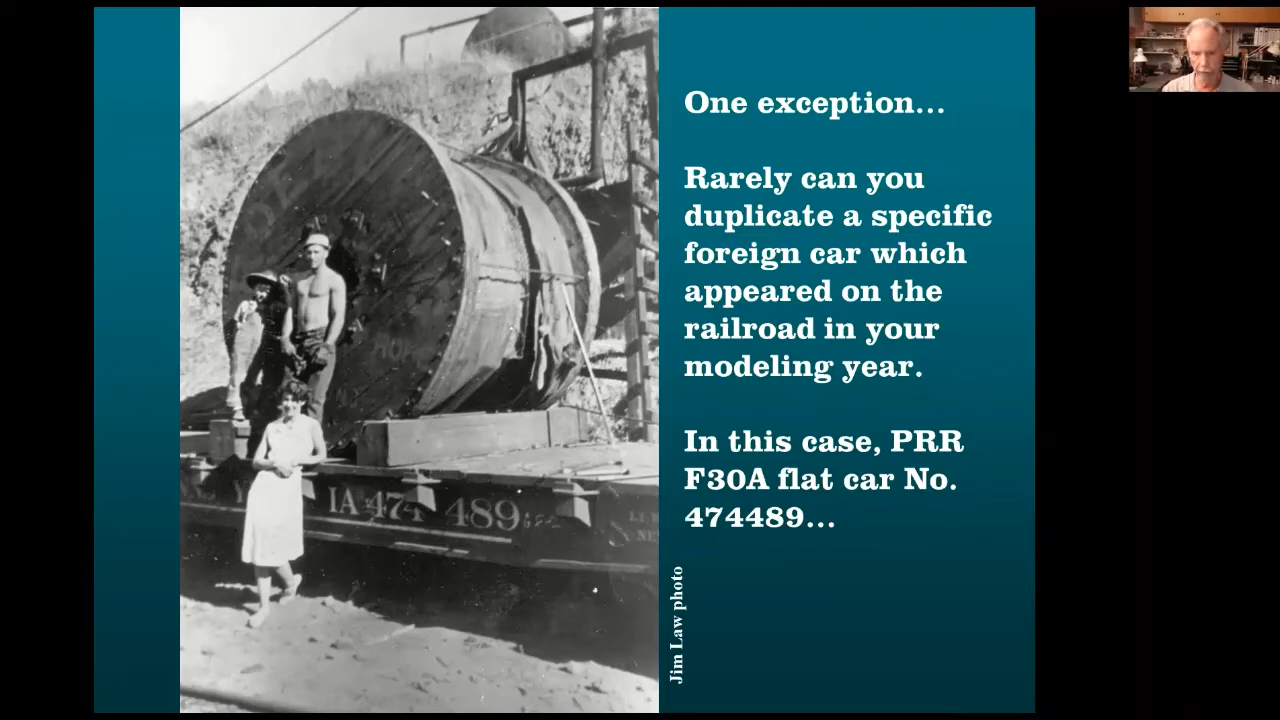 One exception...
Rarely can you
duplicate a specific
foreign car which
appeared on the
railroad in your
modeling year.
In this case, PRR
F30A flat car No.
474489...
Jim Law photo
IA 474 489